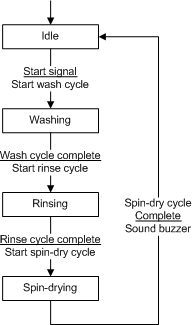 Idle
Start signal
Start wash cycle
Washing
Wash cycle complete
Start rinse cycle
Rinsing
Rinse cycle complete
Start spin-dry cycle
Spin-drying
Spin-dry cycle
Complete
Sound buzzer